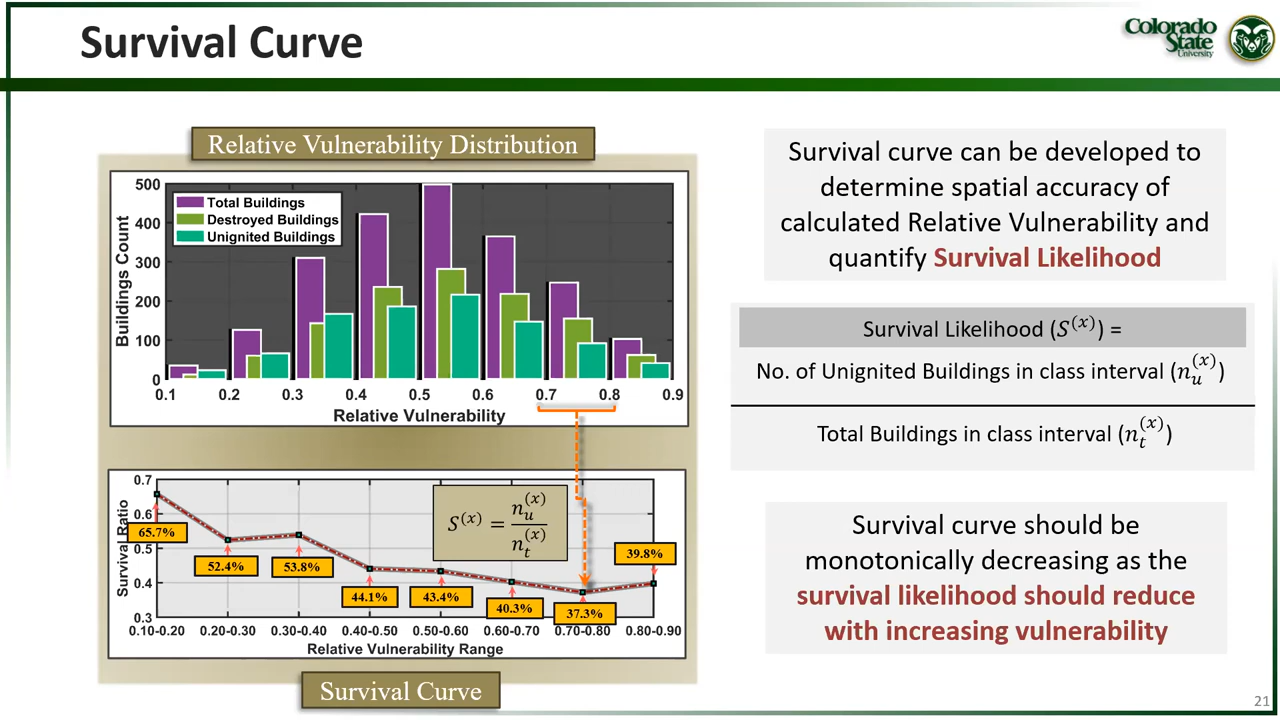 Survival Curve
Colorado
State
University
Relative Vulnerability Distribution
500
400
300
200
100
0
Buildings Count
Total Buildings
Destroyed Buildings
Unignited Buildings
0.1 0.2 0.3 0.4 0.5 0.6 0.7 0.8 0.9
Relative Vulnerability
0.7
0.6
0.5
0.4
0.3
Survival Ratio
65.7%
52.4%
53.8%
44.1%
43.4%
40.3%
37.3%
39.8%
S^(x) = n_u^(x) / n_t^(x)
0.10-0.20 0.20-0.30 0.30-0.40 0.40-0.50 0.50-0.60 0.60-0.70 0.70-0.80 0.80-0.90
Relative Vulnerability Range
Survival Curve
Survival curve can be developed to
determine spatial accuracy of
calculated Relative Vulnerability and
quantify Survival Likelihood
Survival Likelihood (S^(x)) =
No. of Unignited Buildings in class interval (n_u^(x))
Total Buildings in class interval (n_t^(x))
Survival curve should be
monotonically decreasing as the
survival likelihood should reduce
with increasing vulnerability
21